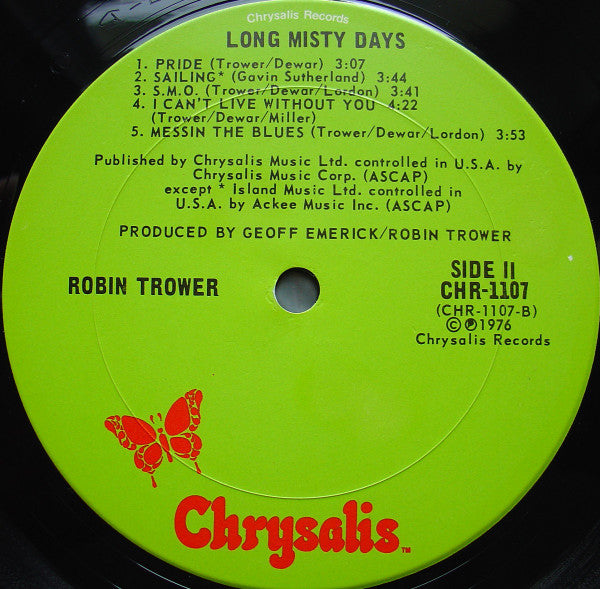 Chrysalis Records
LONG MISTY DAYS
1. PRIDE (Trower/Dewar) 3:07
2. SAILING* (Gavin Sutherland) 3:44
3. S.M.O. (Trower/Dewar/Lordon) 3:41
4. I CAN'T LIVE WITHOUT YOU 4:22
(Trower/Dewar/Miller)
5. MESSIN THE BLUES (Trower/Dewar/Lordon) 3:53
Published by Chrysalis Music Ltd. controlled in U.S.A. by
Chrysalis Music Corp. (ASCAP)
except * Island Music Ltd. controlled in
U.S.A. by Ackee Music Inc. (ASCAP)
PRODUCED BY GEOFF EMERICK/ROBIN TROWER
ROBIN TROWER
SIDE II
CHR-1107
(CHR-1107-B)
©℗1976
Chrysalis Records
Chrysalis™